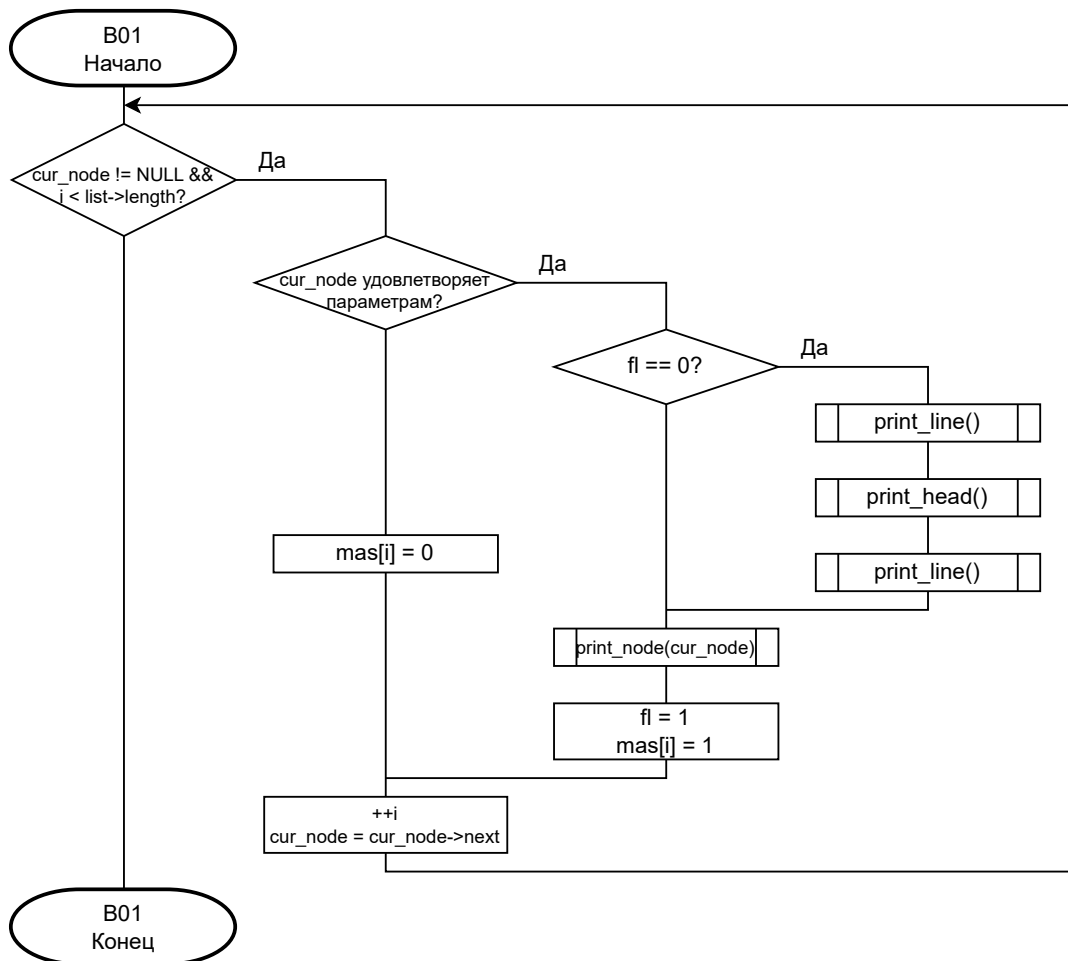 B01
Начало
Да
cur_node != NULL &&
i < list->length?
Да
cur_node удовлетворяет
параметрам?
Да
fl == 0?
print_line()
print_head()
mas[i] = 0
print_line()
print_node(cur_node)
fl = 1
mas[i] = 1
++i
cur_node = cur_node->next
B01
Конец